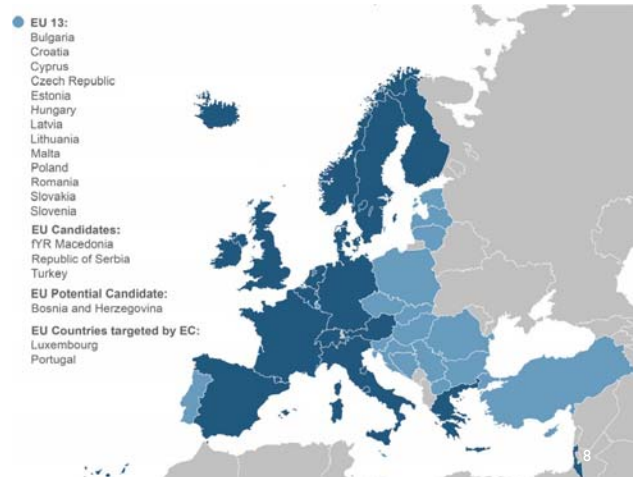 EU 13:
Bulgaria
Croatia
Cyprus
Czech Republic
Estonia
Hungary
Latvia
Lithuania
Malta
Poland
Romania
Slovakia
Slovenia
EU Candidates:
fYR Macedonia
Republic of Serbia
Turkey
EU Potential Candidate:
Bosnia and Herzegovina
EU Countries targeted by EC:
Luxembourg
Portugal
8